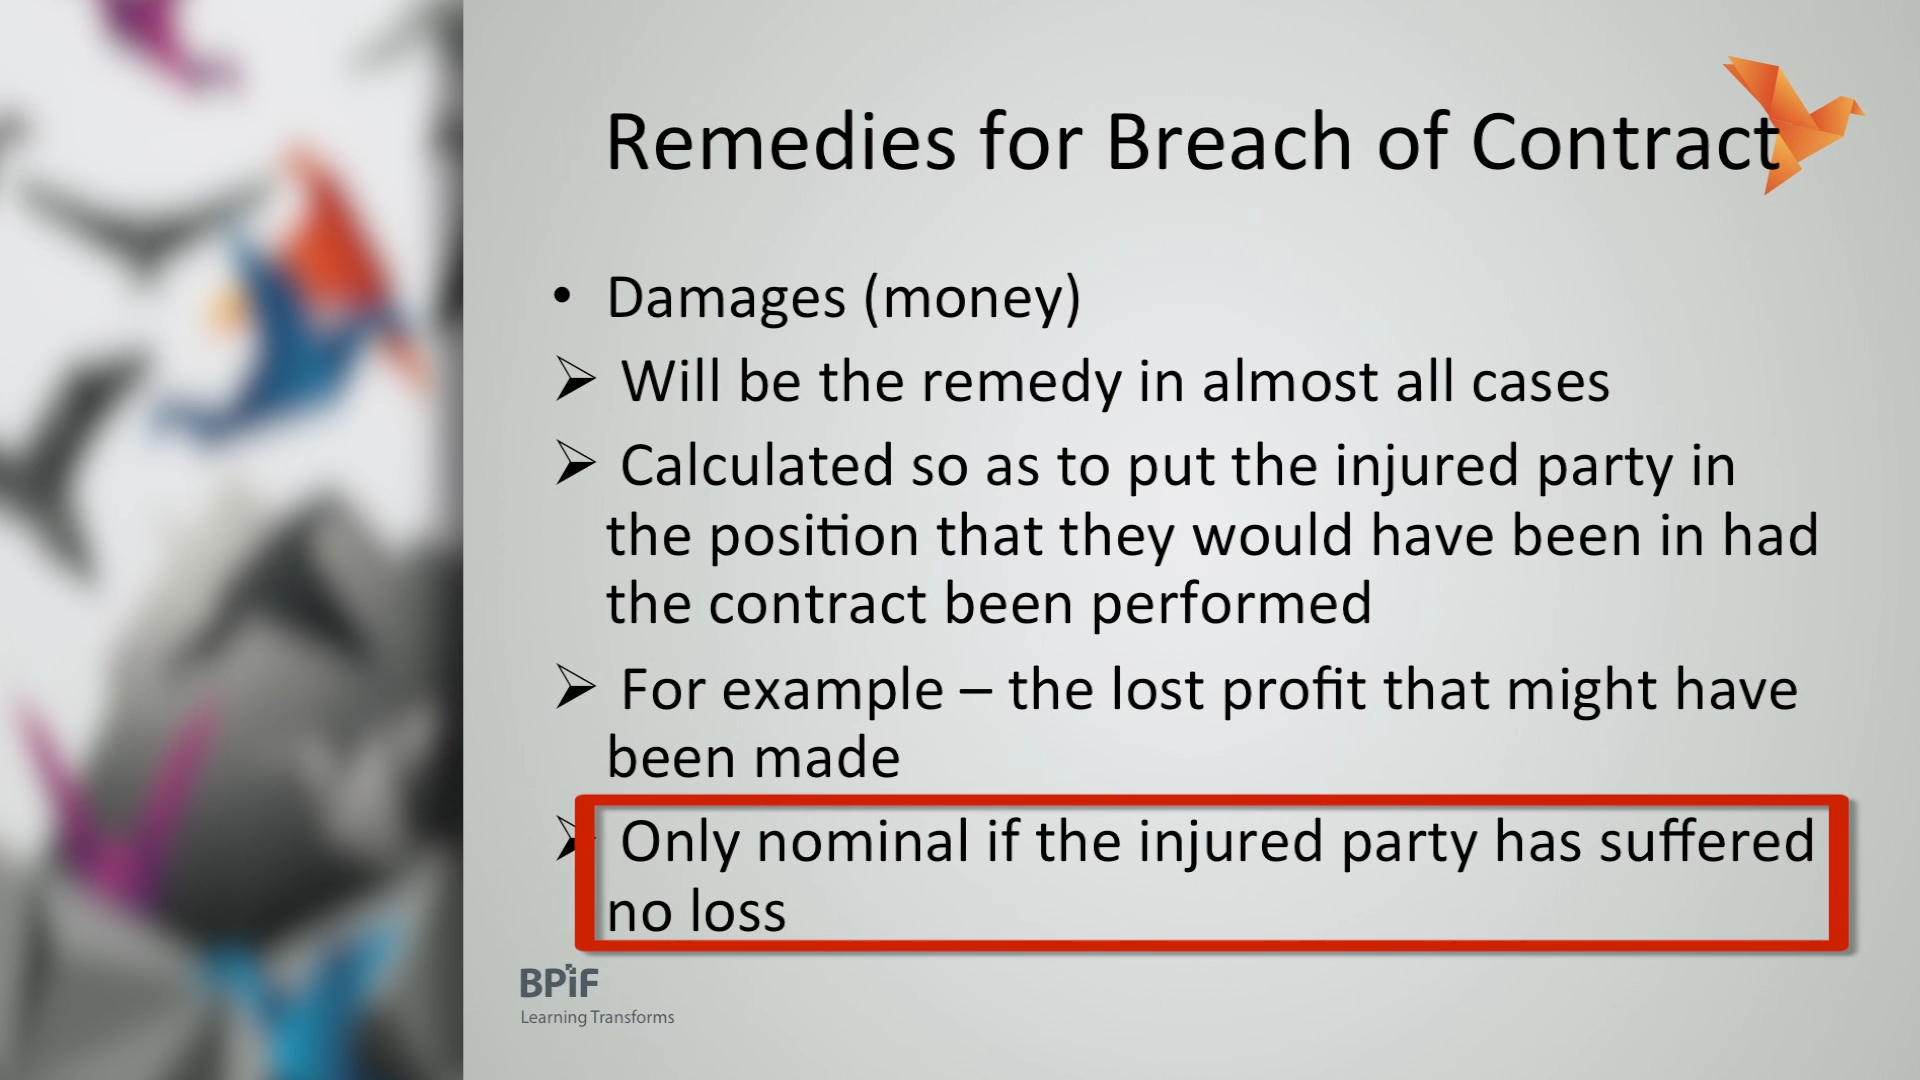 Remedies for Breach of Contract
• Damages (money)
➢ Will be the remedy in almost all cases
➢ Calculated so as to put the injured party in
the position that they would have been in had
the contract been performed
➢ For example – the lost profit that might have
been made
➢ Only nominal if the injured party has suffered
no loss
BPiF
Learning Transforms